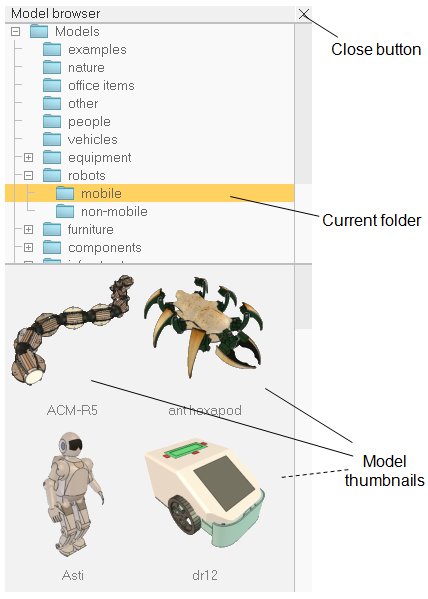 Model browser
Close button
Models
examples
nature
office items
other
people
vehicles
equipment
robots
mobile
non-mobile
Current folder
furniture
components
ACM-R5
ant hexapod
Model
thumbnails
Asti
dr12